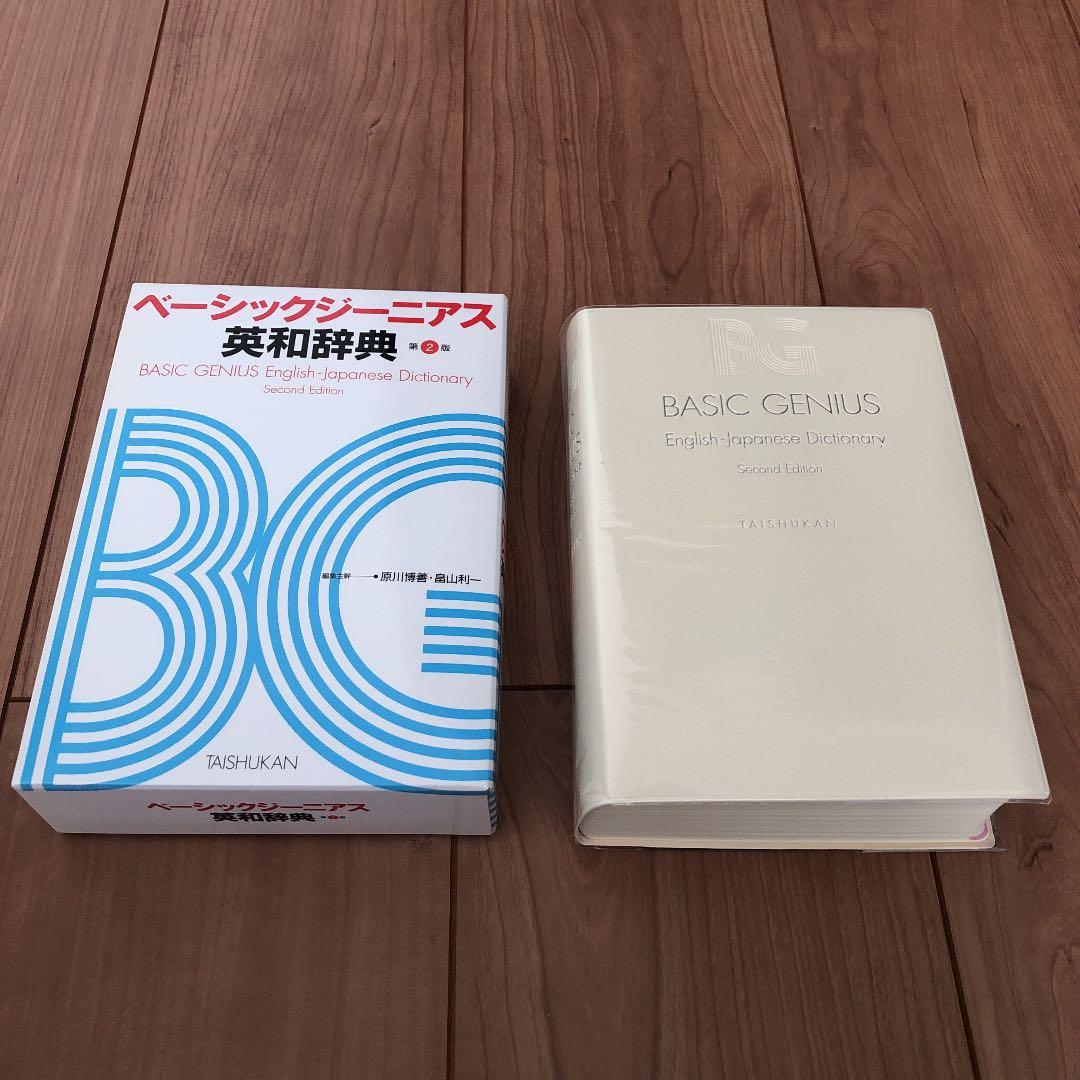 ベーシックジーニアス
英和辞典 第2版
BASIC GENIUS English-Japanese Dictionary
Second Edition
BG
編集主幹 原川博善・畠山利一
TAISHUKAN
ベーシックジーニアス
英和辞典
BG
BASIC GENIUS
English-Japanese Dictionary
Second Edition
TAISHUKAN